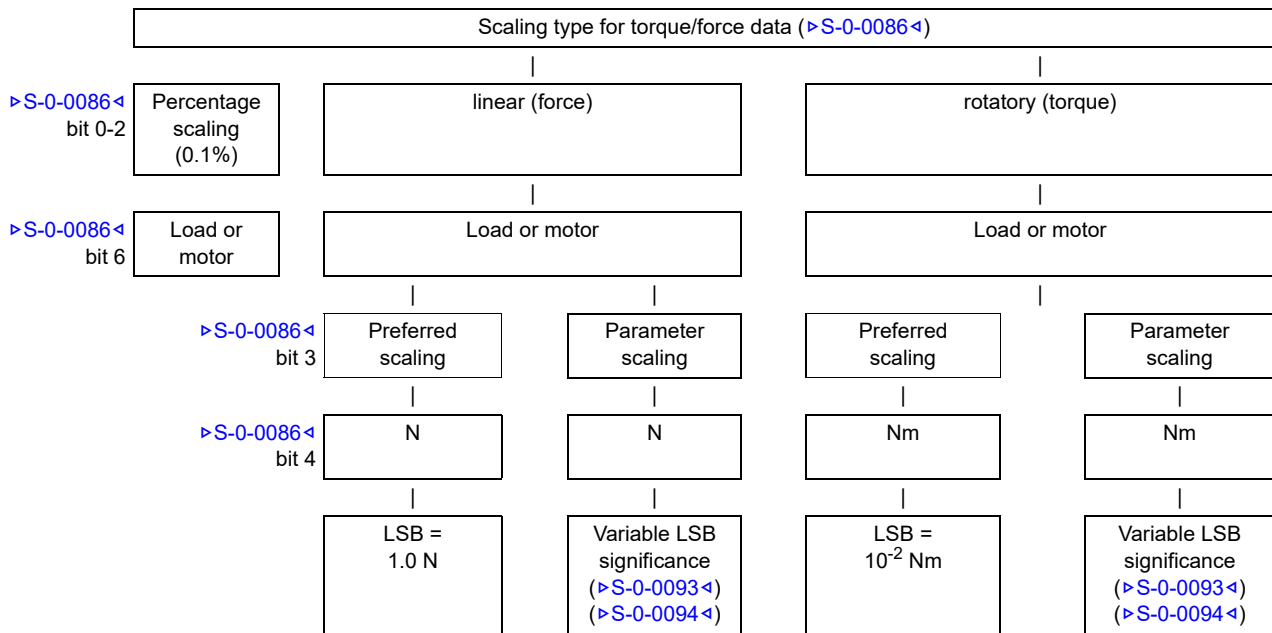 Scaling type for torque/force data (▹S-0-0086◃)
▹S-0-0086◃
bit 0-2
Percentage
scaling
(0.1%)
linear (force)
rotatory (torque)
▹S-0-0086◃
bit 6
Load or
motor
Load or motor
Load or motor
▹S-0-0086◃
bit 3
Preferred
scaling
Parameter
scaling
Preferred
scaling
Parameter
scaling
▹S-0-0086◃
bit 4
N
N
Nm
Nm
LSB =
1.0 N
Variable LSB
significance
(▹S-0-0093◃)
(▹S-0-0094◃)
LSB =
10⁻² Nm
Variable LSB
significance
(▹S-0-0093◃)
(▹S-0-0094◃)